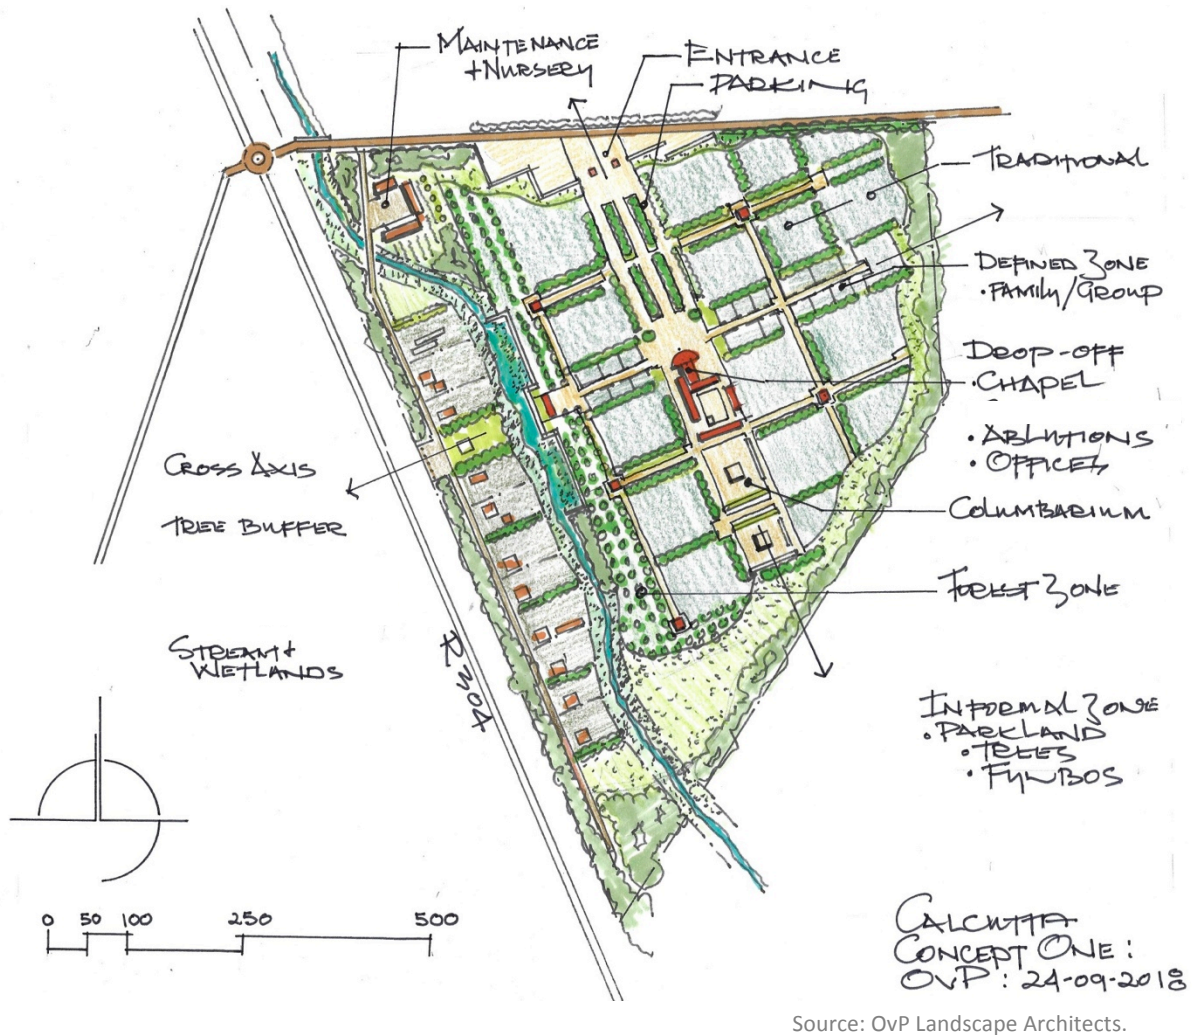 MAINTENANCE
+NURSERY
ENTRANCE
PARKING
TRADITIONAL
DEFINED ZONE
• FAMILY/GROUP
DROP-OFF
• CHAPEL
• ABLUTIONS
• OFFICES
COLUMBARIUM
CROSS AXIS
TREE BUFFER
FOREST ZONE
STREAM+
WETLANDS
R304
INFORMAL ZONE
• PARKLAND
• TREES
• FYNBOS
0 50 100 250 500
CALCUTTA
CONCEPT ONE:
OVP: 24-09-2018
Source: OvP Landscape Architects.